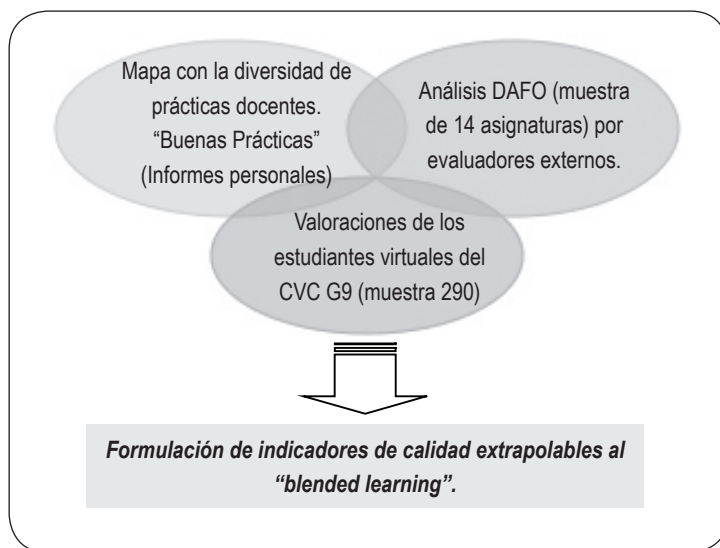 Mapa con la diversidad de
prácticas docentes.
“Buenas Prácticas”
(Informes personales)
Análisis DAFO (muestra
de 14 asignaturas) por
evaluadores externos.
Valoraciones de los
estudiantes virtuales del
CVC G9 (muestra 290)
Formulación de indicadores de calidad extrapolables al
“blended learning”.